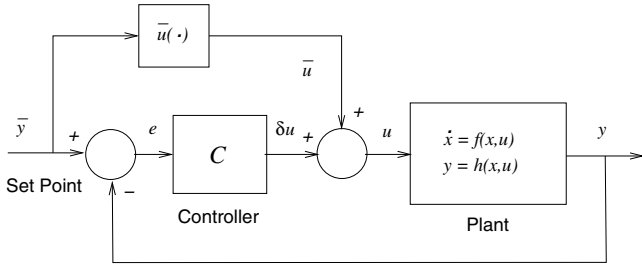 u̅(·)
u̅
y̅
+
e
C
δu
+
+
u
ẋ = f(x,u)
y = h(x,u)
y
Set Point
−
Controller
Plant